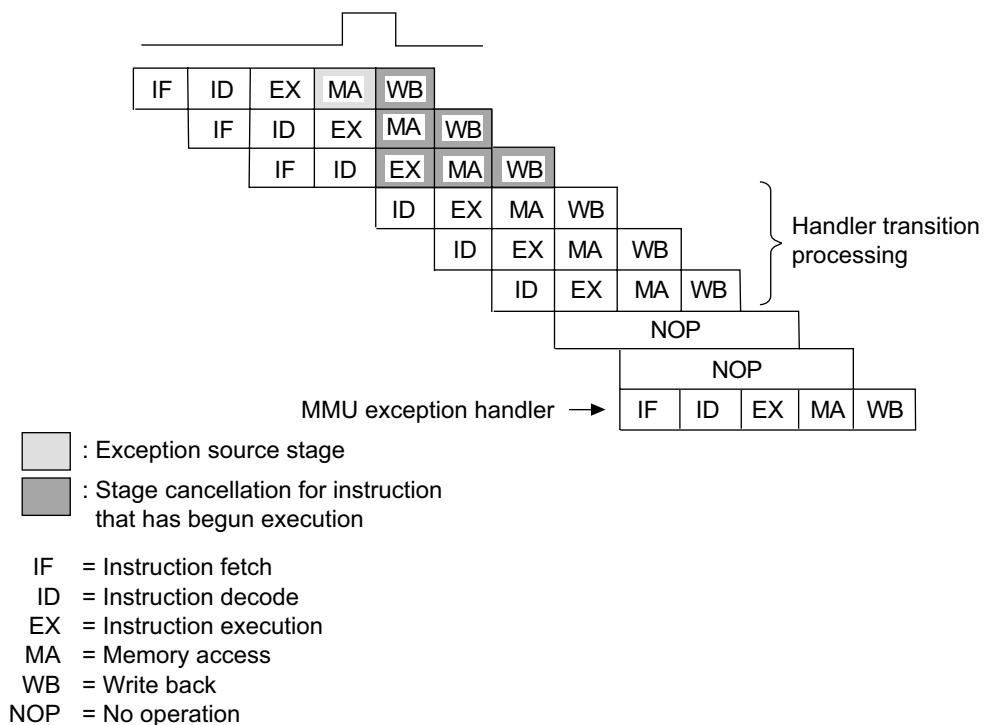 IF ID EX MA WB
IF ID EX MA WB
IF ID EX MA WB
ID EX MA WB
ID EX MA WB
ID EX MA WB
Handler transition
processing
NOP
NOP
MMU exception handler → IF ID EX MA WB
: Exception source stage
: Stage cancellation for instruction
that has begun execution
IF = Instruction fetch
ID = Instruction decode
EX = Instruction execution
MA = Memory access
WB = Write back
NOP = No operation